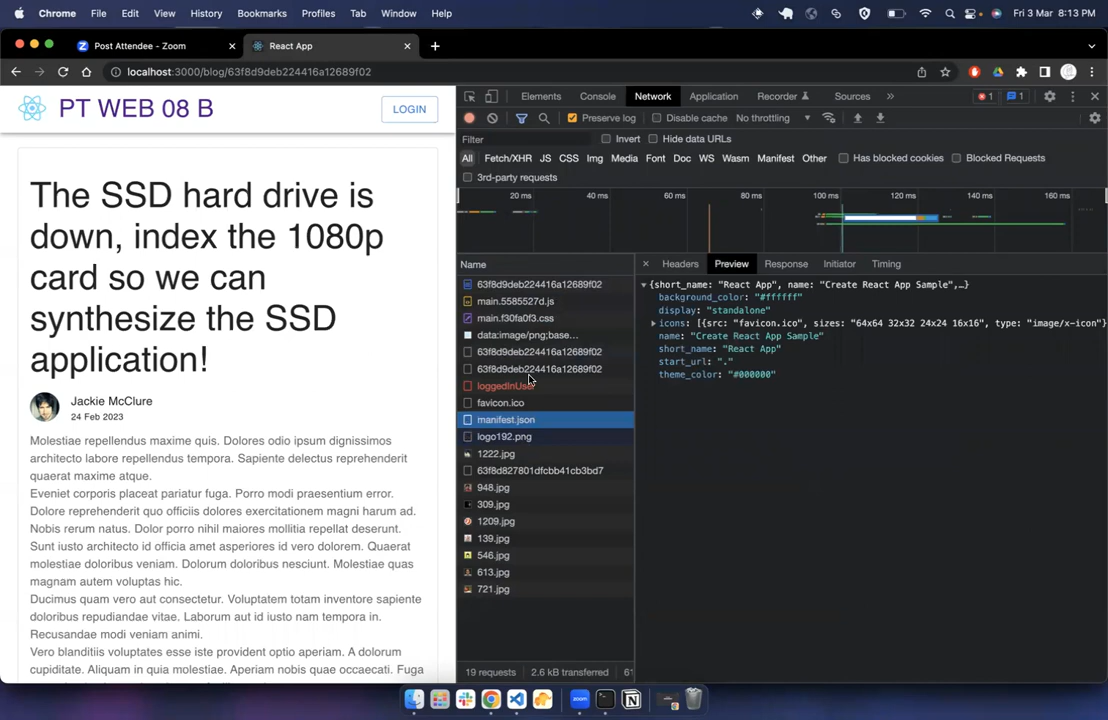 Chrome File Edit View History Bookmarks Profiles Tab Window Help Fri 3 Mar 8:13 PM
Post Attendee - Zoom
React App
localhost:3000/blog/63f8d9deb224416a12689f02
PT WEB 08 B
LOGIN
The SSD hard drive is
down, index the 1080p
card so we can
synthesize the SSD
application!
Jackie McClure
24 Feb 2023
Molestiae repellendus maxime quis. Dolores odio ipsum dignissimos
architecto labore repellendus tempora. Sapiente delectus reprehenderit
quaerat maxime atque.
Eveniet corporis placeat pariatur fuga. Porro modi praesentium error.
Dolore reprehenderit quo officiis dolores exercitationem magni harum ad.
Nobis rerum natus. Dolor porro nihil maiores mollitia repellat deserunt.
Sum iusto architecto id officia amet asperiores id vero dolorem. Quaerat
molestiae doloribus veniam. Dolorum doloribus nesciunt. Molestiae quas
magnam autem voluptas hic.
Ducimus quam vero aut consectetur. Voluptatem totam inventore sapiente
doloribus repudiandae vitae. Laborum aut id iusto nam tempora in.
Recusandae modi veniam animi.
Vero blanditiis voluptates esse iste provident optio aperiam. A dolorum
cupiditate. Aliquam in quia molestiae. Aperiam nobis quae occaecati. Fuga
Elements Console Network Application Recorder Sources » 1 1
Preserve log Disable cache No throttling
Filter Invert Hide data URLs
All Fetch/XHR JS CSS Img Media Font Doc WS Wasm Manifest Other Has blocked cookies Blocked Requests
3rd-party requests
20 ms 40 ms 60 ms 80 ms 100 ms 120 ms 140 ms 160 ms
Name
63f8d9deb224416a12689f02
main.5585527d.js
main.f30fa0f3.css
data:image/png;base...
63f8d9deb224416a12689f02
63f8d9deb224416a12689f02
loggedInUser
favicon.ico
manifest.json
logo192.png
1222.jpg
63f8d827801dfcbb41cb3bd7
948.jpg
309.jpg
1209.jpg
139.jpg
546.jpg
613.jpg
721.jpg
19 requests 2.6 kB transferred 61
Headers Preview Response Initiator Timing
{short_name: "React App", name: "Create React App Sample",…}
background_color: "#ffffff"
display: "standalone"
icons: [{src: "favicon.ico", sizes: "64x64 32x32 24x24 16x16", type: "image/x-icon"}
name: "Create React App Sample"
short_name: "React App"
start_url: "."
theme_color: "#000000"